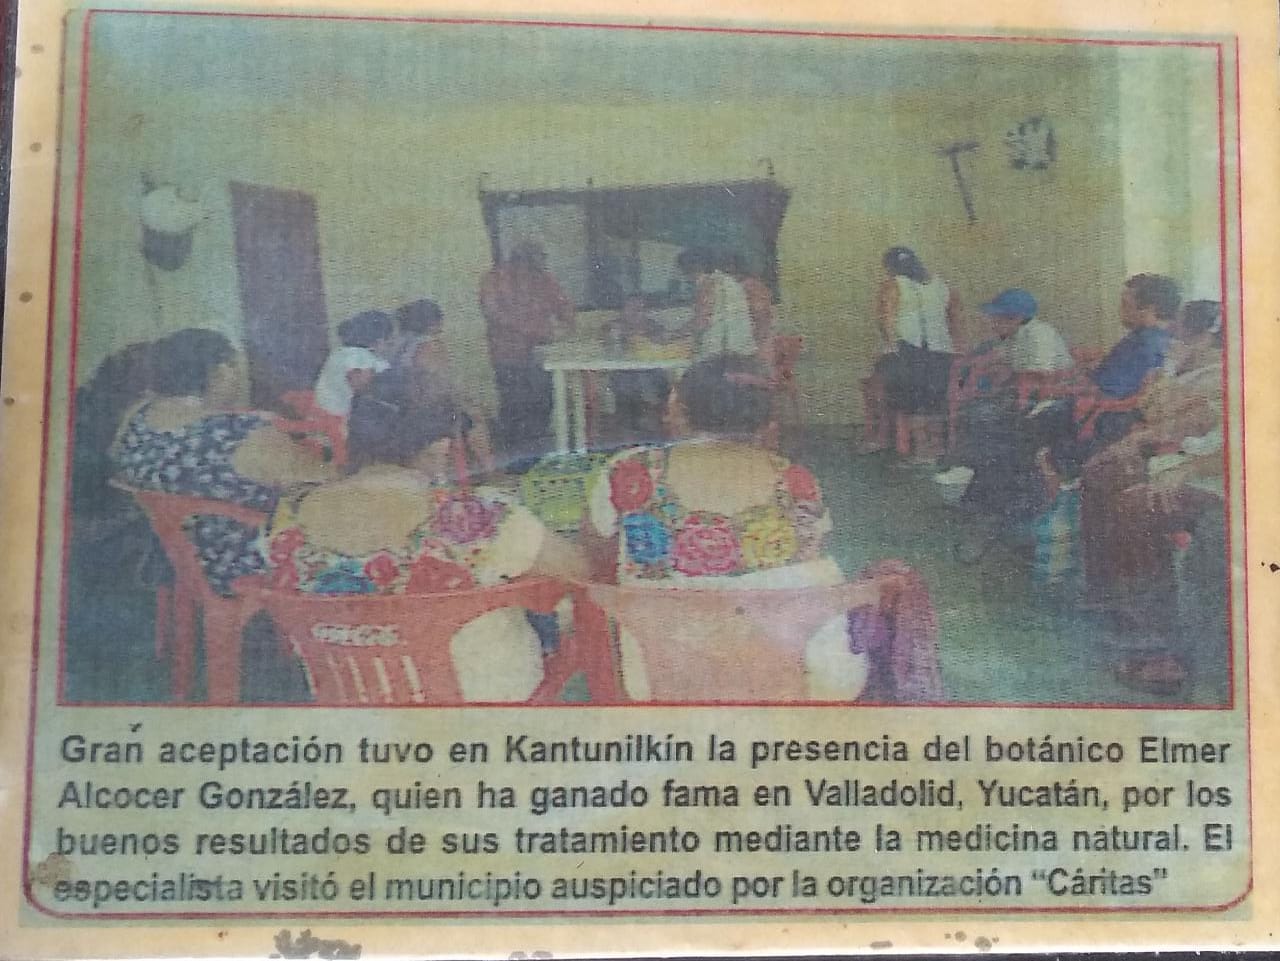 Gran aceptación tuvo en Kantunilkín la presencia del botánico Elmer
Alcocer González, quien ha ganado fama en Valladolid, Yucatán, por los
buenos resultados de sus tratamiento mediante la medicina natural. El
especialista visitó el municipio auspiciado por la organización “Cáritas”